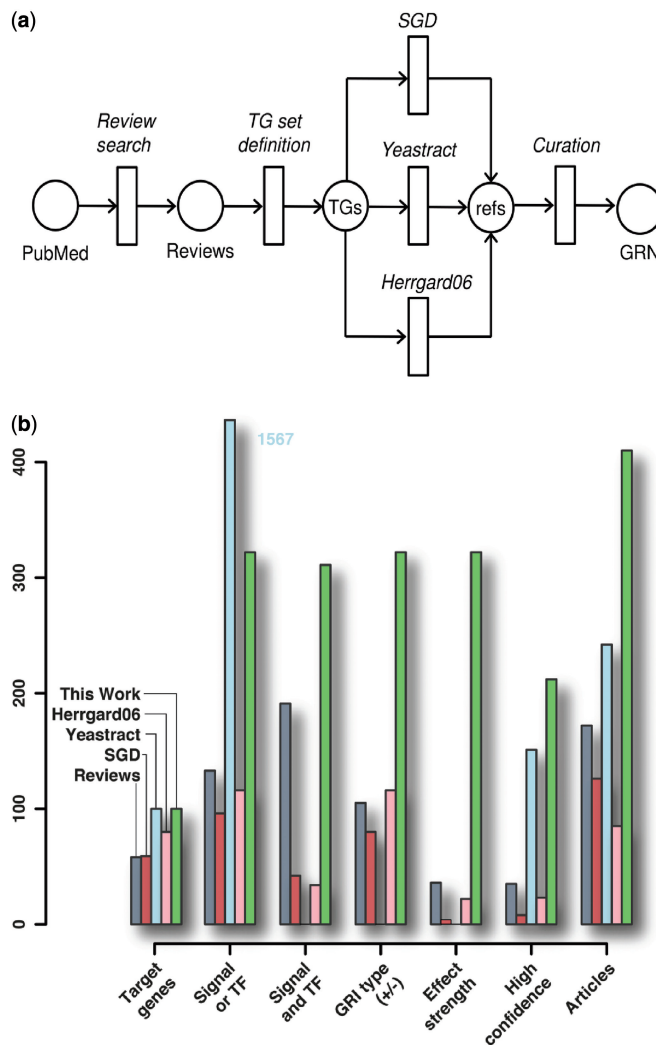 (a)
SGD
Review
search
TG set
definition
Yeastract
Curation
TGs
refs
PubMed
Reviews
GRN
Herrgard06
(b)
1567
400
300
200
100
0
This Work
Herrgard06
Yeastract
SGD
Reviews
Target
genes
Signal
or TF
Signal
and TF
GRI type
(+/-)
Effect
strength
High
confidence
Articles